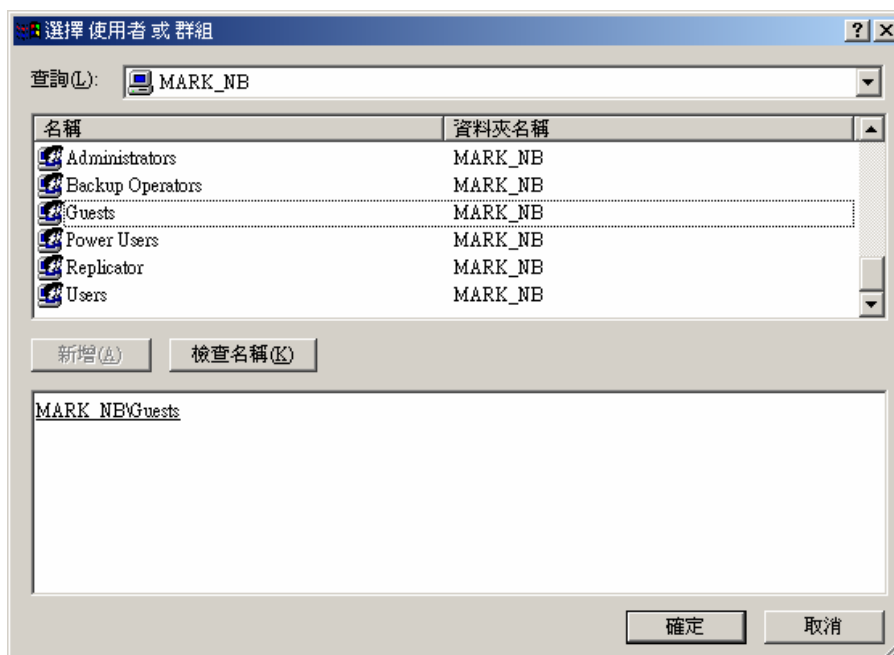 選擇 使用者 或 群組
查詢(L): MARK_NB
名稱 資料夾名稱
Administrators MARK_NB
Backup Operators MARK_NB
Guests MARK_NB
Power Users MARK_NB
Replicator MARK_NB
Users MARK_NB
新增(A) 檢查名稱(K)
MARK_NB\Guests
確定 取消